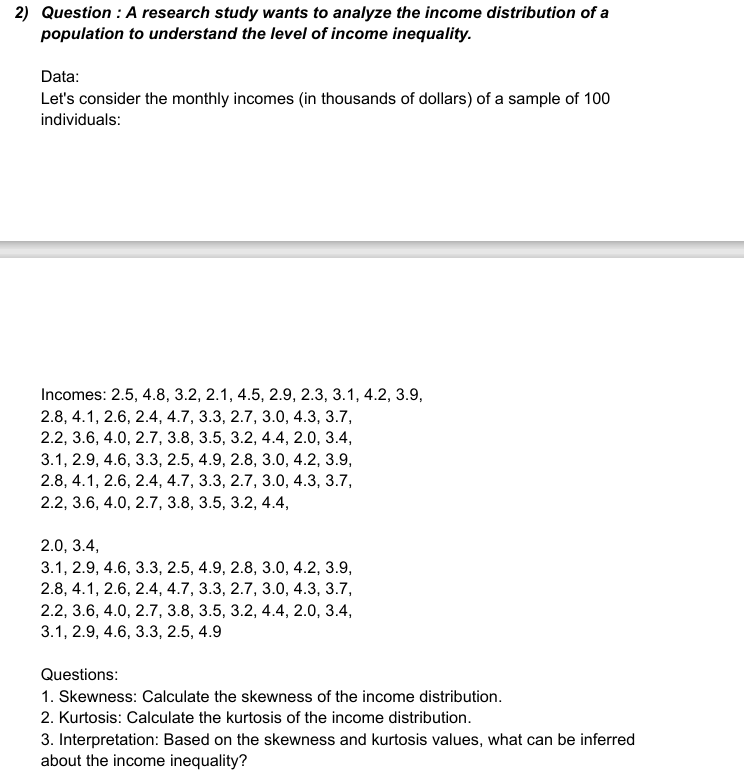 2) Question : A research study wants to analyze the income distribution of a
population to understand the level of income inequality.
Data:
Let's consider the monthly incomes (in thousands of dollars) of a sample of 100
individuals:
Incomes: 2.5, 4.8, 3.2, 2.1, 4.5, 2.9, 2.3, 3.1, 4.2, 3.9,
2.8, 4.1, 2.6, 2.4, 4.7, 3.3, 2.7, 3.0, 4.3, 3.7,
2.2, 3.6, 4.0, 2.7, 3.8, 3.5, 3.2, 4.4, 2.0, 3.4,
3.1, 2.9, 4.6, 3.3, 2.5, 4.9, 2.8, 3.0, 4.2, 3.9,
2.8, 4.1, 2.6, 2.4, 4.7, 3.3, 2.7, 3.0, 4.3, 3.7,
2.2, 3.6, 4.0, 2.7, 3.8, 3.5, 3.2, 4.4,
2.0, 3.4,
3.1, 2.9, 4.6, 3.3, 2.5, 4.9, 2.8, 3.0, 4.2, 3.9,
2.8, 4.1, 2.6, 2.4, 4.7, 3.3, 2.7, 3.0, 4.3, 3.7,
2.2, 3.6, 4.0, 2.7, 3.8, 3.5, 3.2, 4.4, 2.0, 3.4,
3.1, 2.9, 4.6, 3.3, 2.5, 4.9
Questions:
1. Skewness: Calculate the skewness of the income distribution.
2. Kurtosis: Calculate the kurtosis of the income distribution.
3. Interpretation: Based on the skewness and kurtosis values, what can be inferred
about the income inequality?